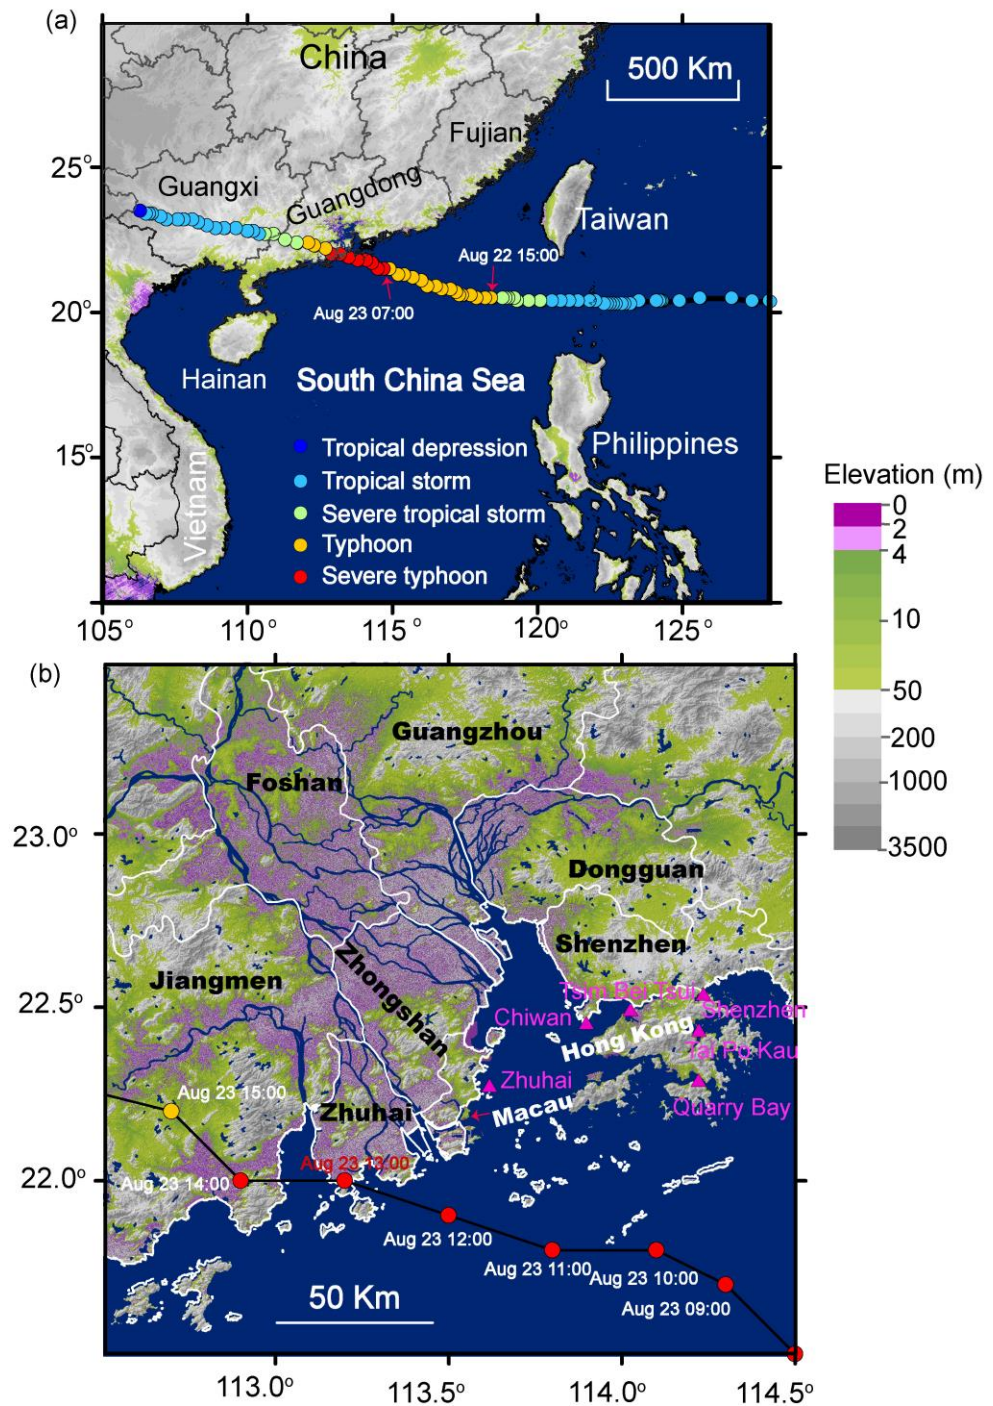 (a)
China
500 Km
Fujian
25°
Guangxi
Guangdong
Taiwan
Aug 22 15:00
Aug 23 07:00
20°
Hainan
South China Sea
Philippines
Tropical depression
15°
Tropical storm
Vietnam
Severe tropical storm
Typhoon
Severe typhoon
105 °
110 °
115 °
120 °
125 °
Elevation (m)
0
2
4
10
50
200
1000
3500
(b)
Guangzhou
Foshan
23.0°
Dongguan
Shenzhen
Zhongshan
Jiangmen
Tsim Bei Tsui
22.5°
Chiwan
Shenzhen
Hong Kong
Tai Po Kau
Zhuhai
Aug 23 15:00
Macau
Quarry Bay
Zhuhai
Aug 23 13:00
22.0°
Aug 23 14:00
Aug 23 12:00
Aug 23 11:00
Aug 23 10:00
50 Km
Aug 23 09:00
113.0°
113.5°
114.0°
114.5°